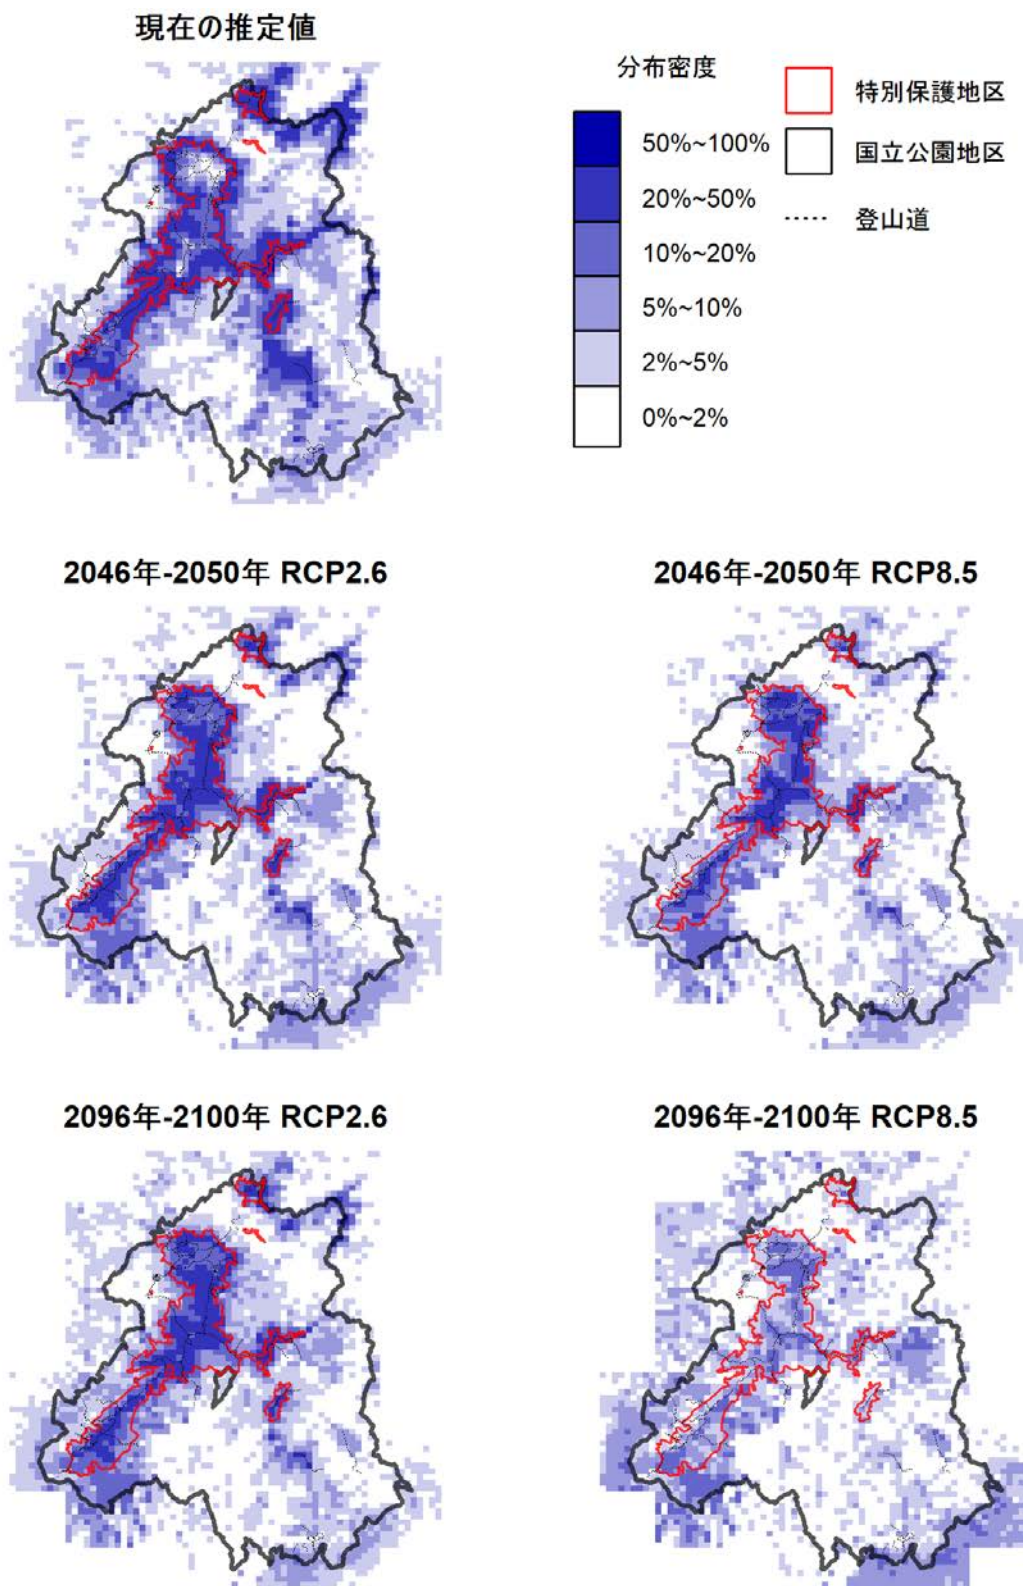 現在の推定値
分布密度
50%~100%
20%~50%
10%~20%
5%~10%
2%~5%
0%~2%
特別保護地区
国立公園地区
登山道
2046年-2050年 RCP2.6
2046年-2050年 RCP8.5
2096年-2100年 RCP2.6
2096年-2100年 RCP8.5